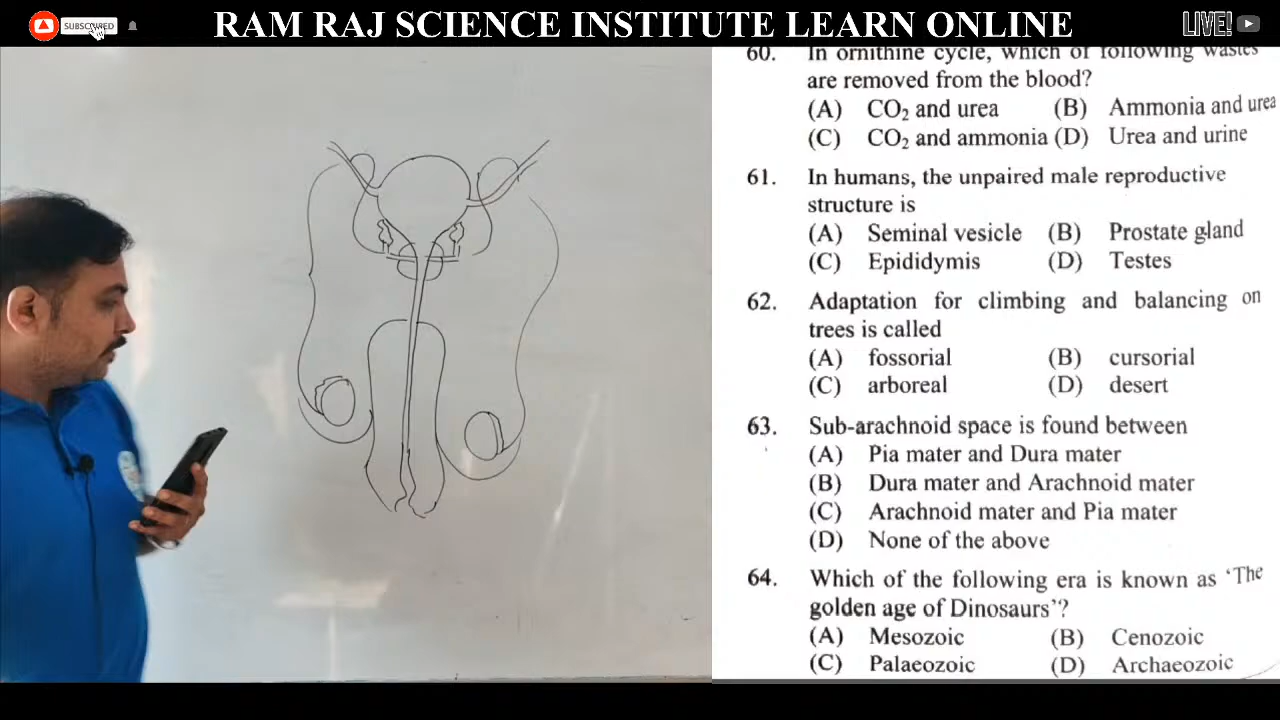 SUBSCRIBED
RAM RAJ SCIENCE INSTITUTE LEARN ONLINE
LIVE!
60. In ornithine cycle, which of following wastes
are removed from the blood?
(A) CO₂ and urea (B) Ammonia and urea
(C) CO₂ and ammonia (D) Urea and urine
61. In humans, the unpaired male reproductive
structure is
(A) Seminal vesicle (B) Prostate gland
(C) Epididymis (D) Testes
62. Adaptation for climbing and balancing on
trees is called
(A) fossorial (B) cursorial
(C) arboreal (D) desert
63. Sub-arachnoid space is found between
(A) Pia mater and Dura mater
(B) Dura mater and Arachnoid mater
(C) Arachnoid mater and Pia mater
(D) None of the above
64. Which of the following era is known as ‘The
golden age of Dinosaurs’?
(A) Mesozoic (B) Cenozoic
(C) Palaeozoic (D) Archaeozoic